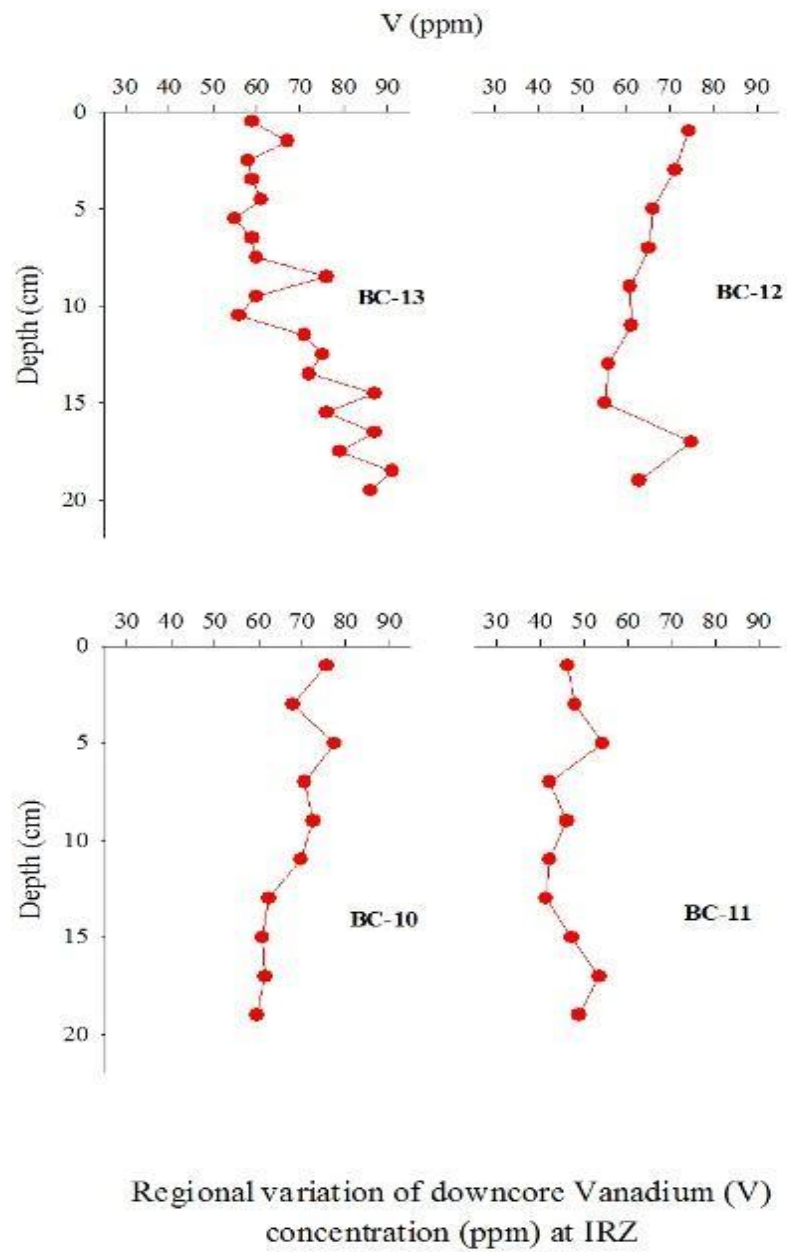 V (ppm)
30 40 50 60 70 80 90 30 40 50 60 70 80 90
0
5
10
15
20
Depth (cm)
BC-13
BC-12
30 40 50 60 70 80 90 30 40 50 60 70 80 90
0
5
10
15
20
Depth (cm)
BC-10
BC-11
Regional variation of downcore Vanadium (V)
concentration (ppm) at IRZ